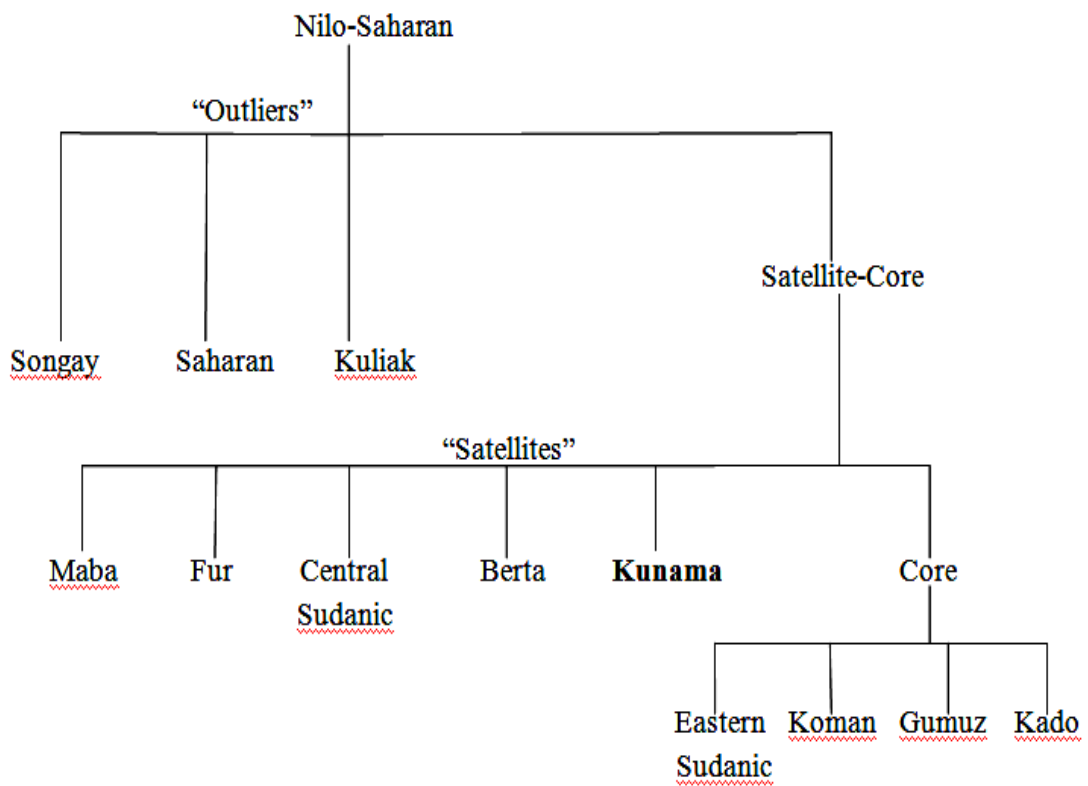 Nilo-Saharan
“Outliers”
Satellite-Core
Songay Saharan Kuliak
“Satellites”
Maba Fur Central Berta Kunama Core
Sudanic
Eastern Koman Gumuz Kado
Sudanic